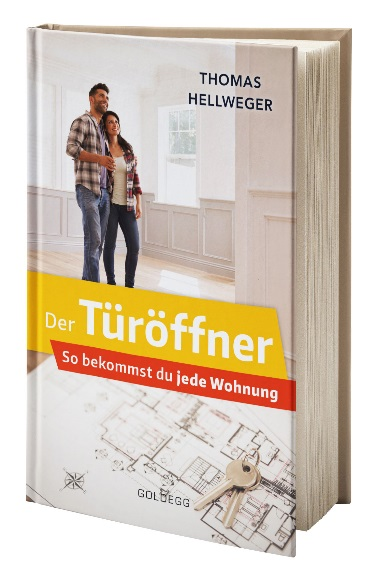 THOMAS
HELLWEGER
Der Türöffner
So bekommst du jede Wohnung
GOLDEGG